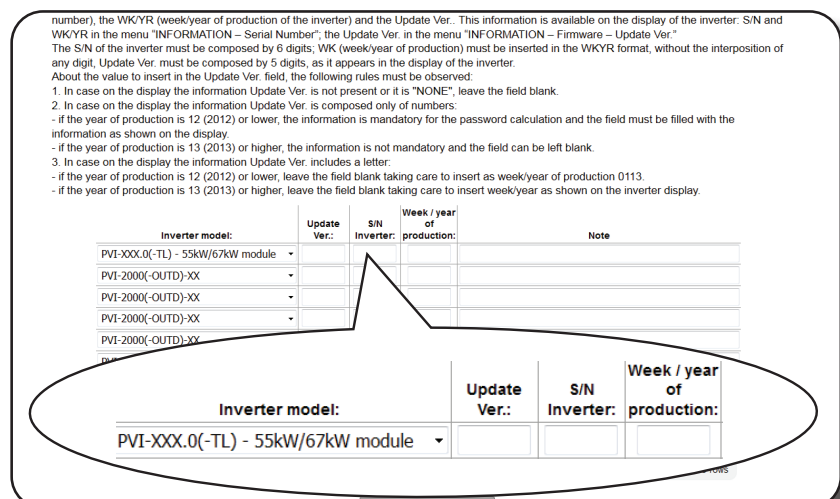 number), the WK/YR (week/year of production of the inverter) and the Update Ver.. This information is available on the display of the inverter: S/N and
WK/YR in the menu "INFORMATION – Serial Number"; the Update Ver. in the menu "INFORMATION – Firmware – Update Ver."
The S/N of the inverter must be composed by 6 digits; WK (week/year of production) must be inserted in the WKYR format, without the interposition of
any digit, Update Ver. must be composed by 5 digits, as it appears in the display of the inverter.
About the value to insert in the Update Ver. field, the following rules must be observed:
1. In case on the display the information Update Ver. is not present or it is "NONE", leave the field blank.
2. In case on the display the information Update Ver. is composed only of numbers:
- if the year of production is 12 (2012) or lower, the information is mandatory for the password calculation and the field must be filled with the
information as shown on the display.
- if the year of production is 13 (2013) or higher, the information is not mandatory and the field can be left blank.
3. In case on the display the information Update Ver. includes a letter:
- if the year of production is 12 (2012) or lower, leave the field blank taking care to insert as week/year of production 0113.
- if the year of production is 13 (2013) or higher, leave the field blank taking care to insert week/year as shown on the inverter display.
Inverter model: Update Ver.: S/N Inverter: Week / year of production: Note
PVI-XXX.0(-TL) - 55kW/67kW module
PVI-2000(-OUTD)-XX
PVI-2000(-OUTD)-XX
PVI-2000(-OUTD)-XX
PVI-2000(-OUTD)-XX
Inverter model: Update Ver.: S/N Inverter: Week / year of production:
PVI-XXX.0(-TL) - 55kW/67kW module
rows